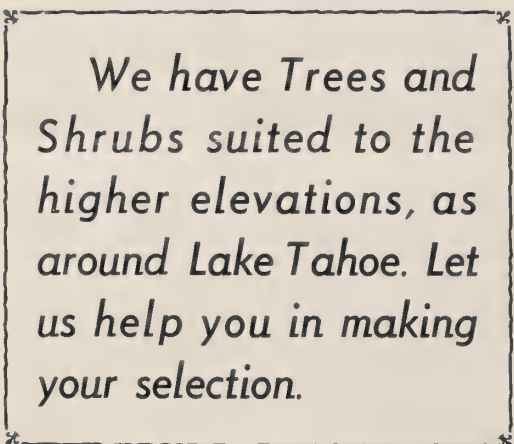 We have Trees and
Shrubs suited to the
higher elevations, as
around Lake Tahoe. Let
us help you in making
your selection.